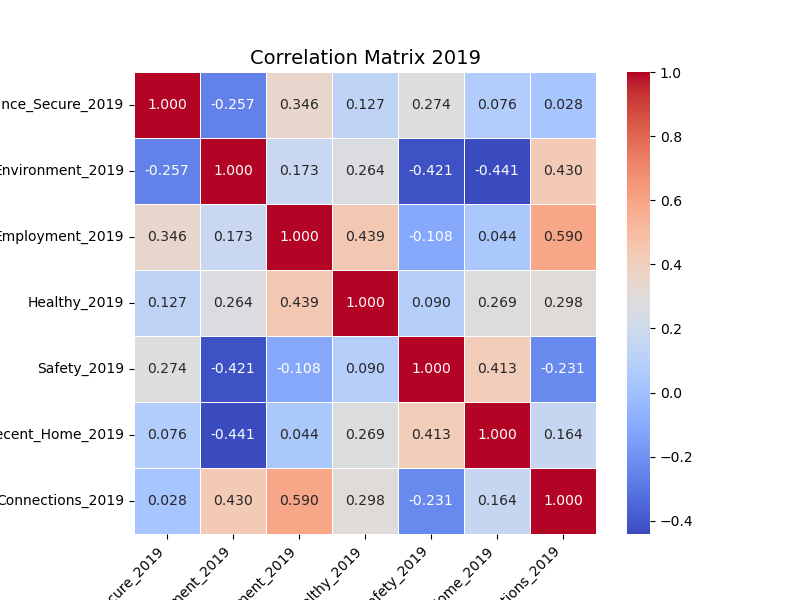 Correlation Matrix 2019
nce_Secure_2019 1.000 -0.257 0.346 0.127 0.274 0.076 0.028
Environment_2019 -0.257 1.000 0.173 0.264 -0.421 -0.441 0.430
Employment_2019 0.346 0.173 1.000 0.439 -0.108 0.044 0.590
Healthy_2019 0.127 0.264 0.439 1.000 0.090 0.269 0.298
Safety_2019 0.274 -0.421 -0.108 0.090 1.000 0.413 -0.231
ecent_Home_2019 0.076 -0.441 0.044 0.269 0.413 1.000 0.164
Connections_2019 0.028 0.430 0.590 0.298 -0.231 0.164 1.000
cure_2019 nment_2019 ment_2019 lthy_2019 afety_2019 ome_2019 tions_2019
1.0
0.8
0.6
0.4
0.2
0.0
−0.2
−0.4